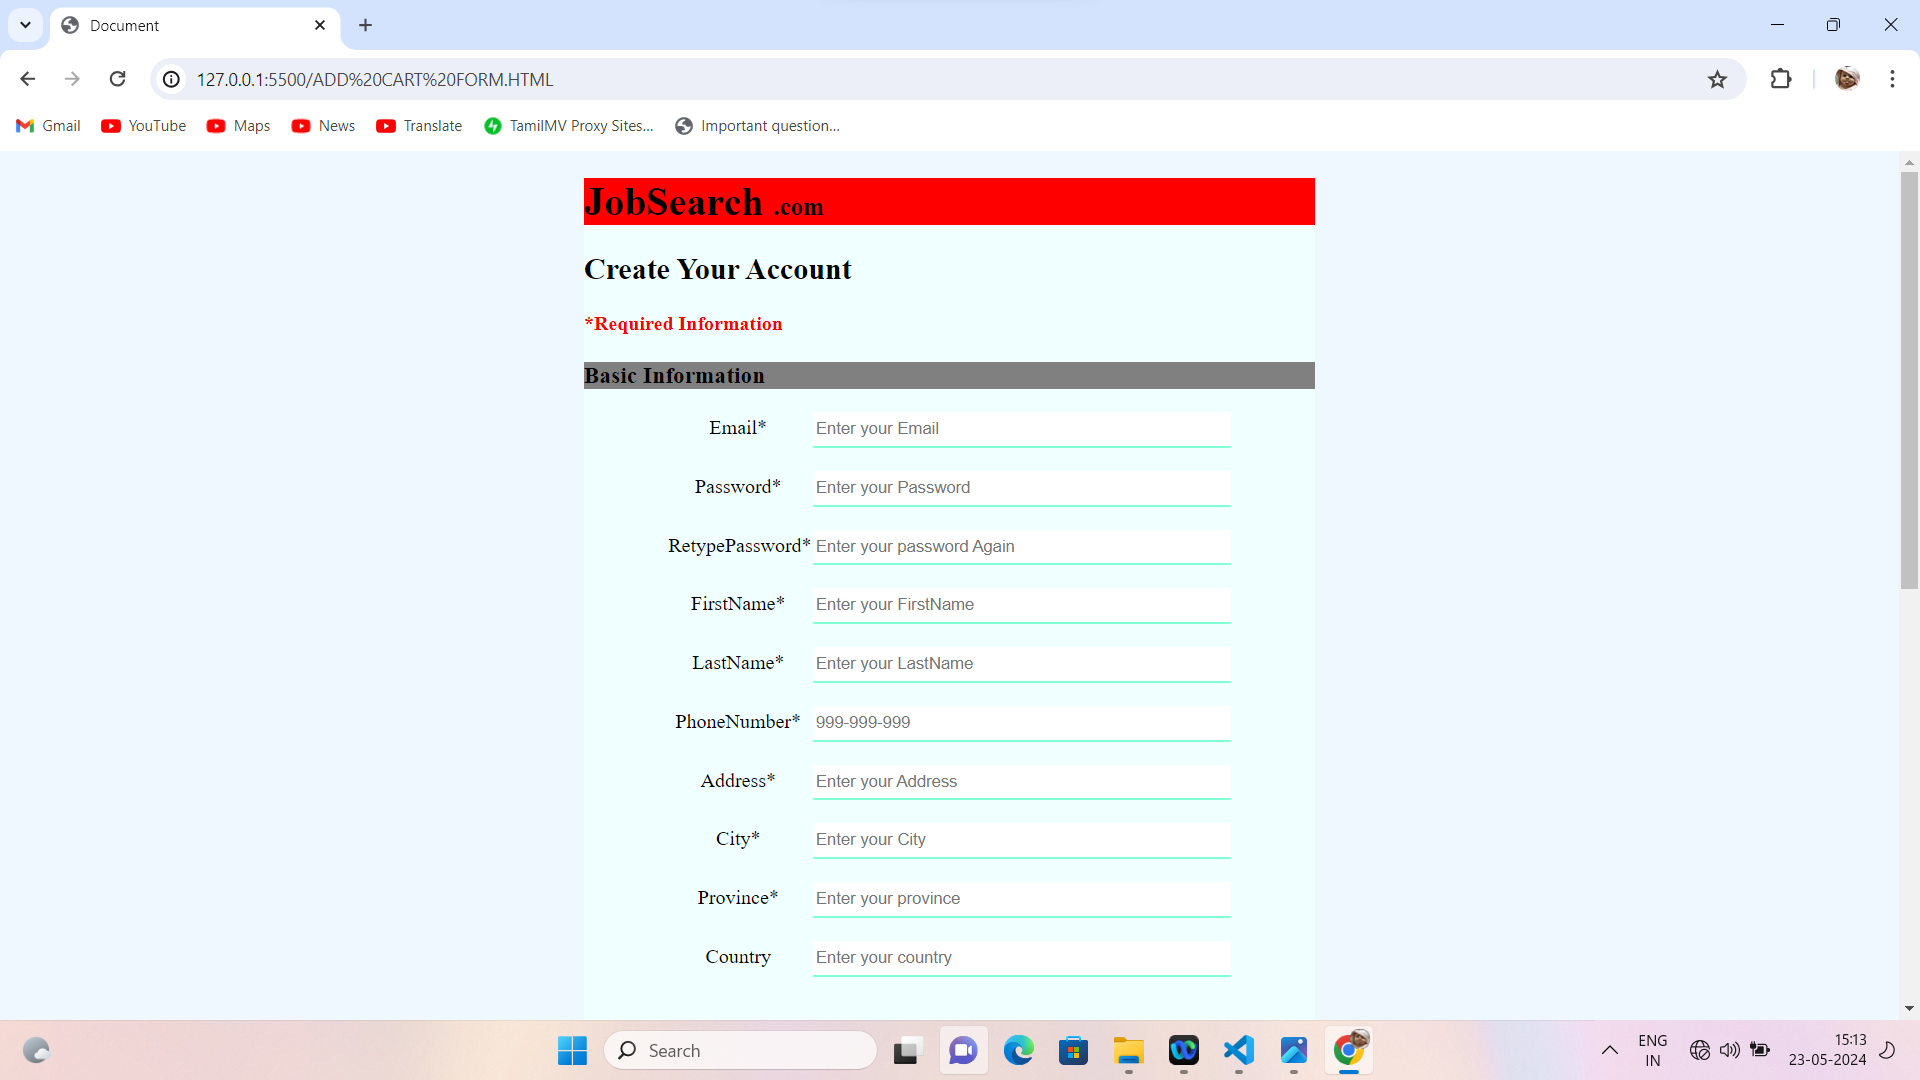 Document
127.0.0.1:5500/ADD%20CART%20FORM.HTML
Gmail YouTube Maps News Translate TamilMV Proxy Sites... Important question...
JobSearch .com
Create Your Account
*Required Information
Basic Information
Email* Enter your Email
Password* Enter your Password
RetypePassword* Enter your password Again
FirstName* Enter your FirstName
LastName* Enter your LastName
PhoneNumber* 999-999-999
Address* Enter your Address
City* Enter your City
Province* Enter your province
Country Enter your country
Search
ENG
IN
15:13
23-05-2024